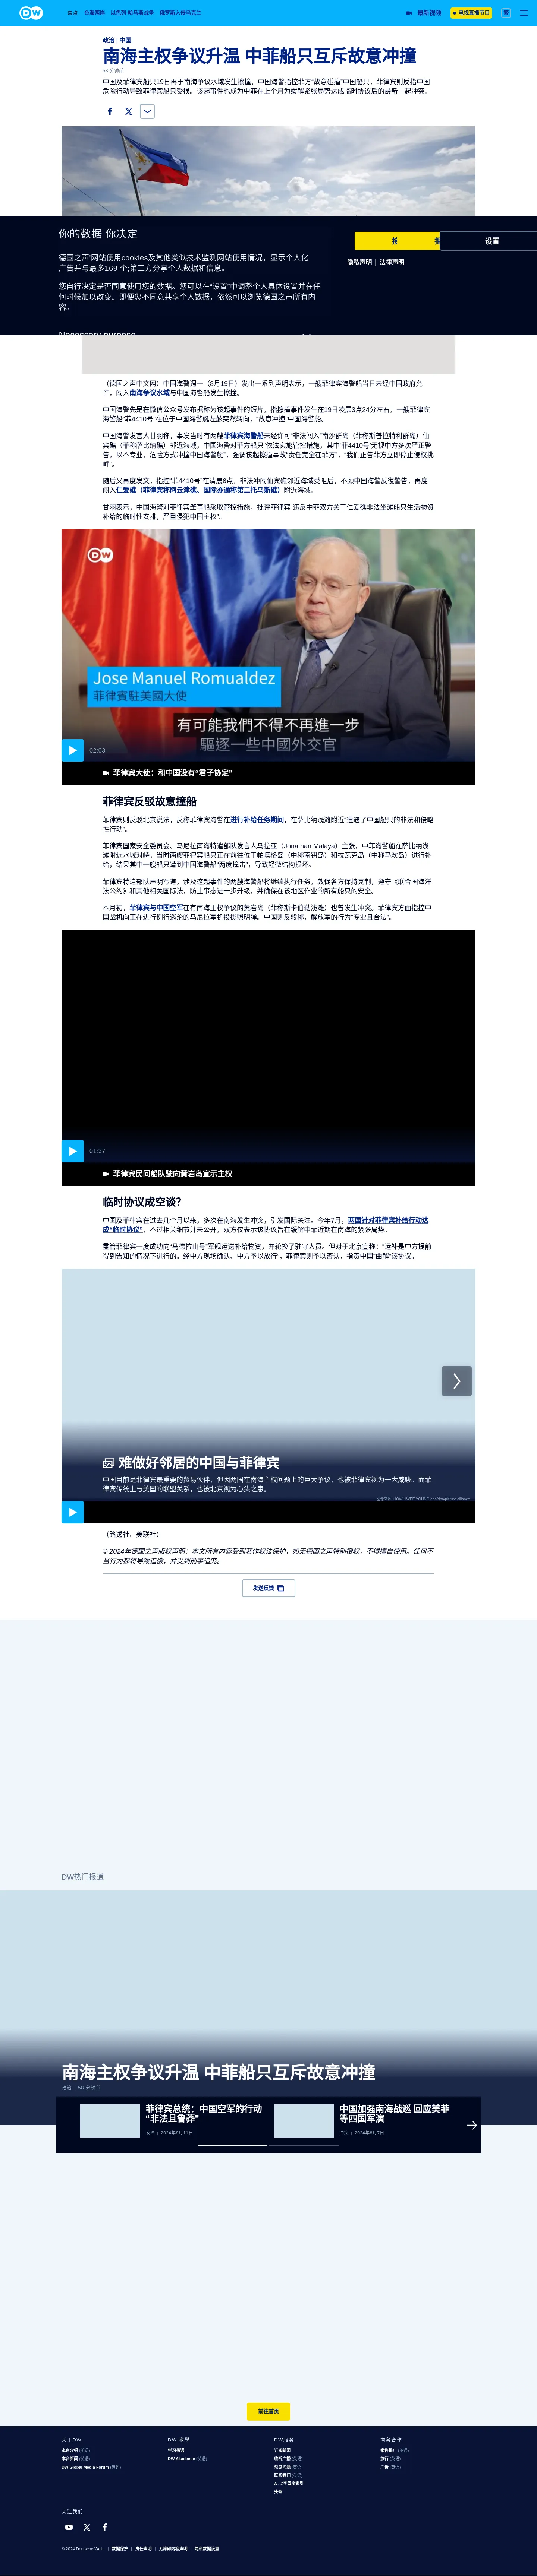 DW
焦点 台海两岸 以色列-哈马斯战争 俄罗斯入侵乌克兰
最新视频 电视直播节目 繁
政治 | 中国
南海主权争议升温 中菲船只互斥故意冲撞
58 分钟前
中国及菲律宾船只19日再于南海争议水域发生擦撞，中国海警指控菲方“故意碰撞”中国船只，菲律宾则反指中国
危险行动导致菲律宾船只受损。该起事件也成为中菲在上个月为缓解紧张局势达成临时协议后的最新一起冲突。
你的数据 你决定
德国之声˙网站使用cookies及其他类似技术监测网站使用情况，显示个人化
广告并与最多169 个;第三方分享个人数据和信息。
您自行决定是否同意使用您的数据。您可以在“设置”中调整个人具体设置并在任
何时候加以改变。即便您不同意共享个人数据，依然可以浏览德国之声所有内
容。
Necessary purpose
设置
隐私声明 | 法律声明
（德国之声中文网）中国海警週一（8月19日）发出一系列声明表示，一艘菲律宾海警船当日未经中国政府允
许，闯入南海争议水域与中国海警船发生擦撞。
中国海警先是在微信公众号发布据称为该起事件的短片，指擦撞事件发生在19日凌晨3点24分左右，一艘菲律宾
海警船“菲4410号”在位于中国海警艇左舷突然转向，“故意冲撞”中国海警船。
中国海警发言人甘羽称，事发当时有两艘菲律宾海警船未经许可“非法闯入”南沙群岛（菲称斯普拉特利群岛）仙
宾礁（菲称萨比纳礁）邻近海域，中国海警对菲方船只“依法实施管控措施，其中‘菲4410号’无视中方多次严正警
告，以不专业、危险方式冲撞中国海警艇”，强调该起擦撞事故“责任完全在菲方”，“我们正告菲方立即停止侵权挑
衅”。
随后又再度发文，指控“菲4410号”在清晨6点，非法冲闯仙宾礁邻近海域受阻后，不顾中国海警反復警告，再度
闯入仁爱礁（菲律宾称阿云津礁、国际亦通称第二托马斯礁）附近海域。
甘羽表示，中国海警对菲律宾肇事船采取管控措施，批评菲律宾“违反中菲双方关于仁爱礁非法坐滩船只生活物资
补给的临时性安排，严重侵犯中国主权”。
DW
Jose Manuel Romualdez
菲律賓駐美國大使
有可能我們不得不再進一步
驅逐一些中國外交官
02:03
菲律宾大使：和中国没有“君子协定”
菲律宾反驳故意撞船
菲律宾则反驳北京说法，反称菲律宾海警在进行补给任务期间，在萨比纳浅滩附近“遭遇了中国船只的非法和侵略
性行动”。
菲律宾国家安全委员会、马尼拉南海特遣部队发言人马拉亚（Jonathan Malaya）主张，中菲海警船在萨比纳浅
滩附近水域对峙，当时两艘菲律宾船只正在前往位于帕塔格岛（中称南钥岛）和拉瓦克岛（中称马欢岛）进行补
给，结果其中一艘船只遭到中国海警船“两度撞击”，导致轻微结构损坏。
菲律宾特遣部队声明写道，涉及这起事件的两艘海警船将继续执行任务，敦促各方保持克制，遵守《联合国海洋
法公约》和其他相关国际法，防止事态进一步升级，并确保在该地区作业的所有船只的安全。
本月初，菲律宾与中国空军在有南海主权争议的黄岩岛（菲称斯卡伯勒浅滩）也曾发生冲突。菲律宾方面指控中
国战机向正在进行例行巡沦的马尼拉军机投掷照明弹。中国则反驳称，解放军的行为“专业且合法”。
01:37
菲律宾民间船队驶向黄岩岛宣示主权
临时协议成空谈？
中国及菲律宾在过去几个月以来，多次在南海发生冲突，引发国际关注。今年7月，两国针对菲律宾补给行动达
成“临时协议”，不过相关细节并未公开，双方仅表示该协议旨在缓解中菲近期在南海的紧张局势。
盡管菲律宾一度成功向“马德拉山号”军舰运送补给物资，并轮换了驻守人员。但对于北京宣称：“运补是中方提前
得到告知的情况下进行的。经中方现场确认、中方予以放行”，菲律宾则予以否认，指责中国“曲解”该协议。
难做好邻居的中国与菲律宾
中国目前是菲律宾最重要的贸易伙伴，但因两国在南海主权问题上的巨大争议，也被菲律宾视为一大威胁。而菲
律宾传统上与美国的联盟关系，也被北京视为心头之患。
图像来源: HOW HWEE YOUNG/epa/dpa/picture alliance
（路透社、美联社）
© 2024年德国之声版权声明：本文所有内容受到著作权法保护，如无德国之声特别授权，不得擅自使用。任何不
当行为都将导致追偿，并受到刑事追究。
发送反馈
DW热门报道
南海主权争议升温 中菲船只互斥故意冲撞
政治 | 58 分钟前
菲律宾总统：中国空军的行动
“非法且鲁莽”
政治 | 2024年8月11日
中国加强南海战巡 回应美菲
等四国军演
冲突 | 2024年8月7日
前往首页
关于DW
本台介绍 (英语)
本台新闻 (英语)
DW Global Media Forum (英语)
DW 教学
学习德语
DW Akademie (英语)
DW服务
订阅新闻
收听广播 (英语)
常见问题 (英语)
联系我们 (英语)
A - Z字母序索引
头条
商务合作
销售推广 (英语)
旅行 (英语)
广告 (英语)
关注我们
© 2024 Deutsche Welle | 数据保护 | 责任声明 | 无障碍内容声明 | 隐私数据设置